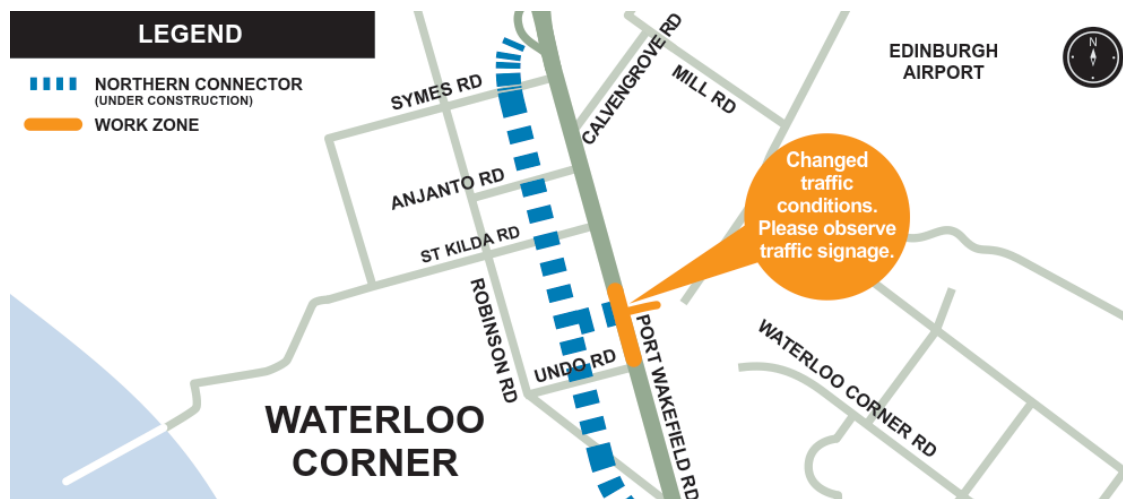 LEGEND
NORTHERN CONNECTOR
(UNDER CONSTRUCTION)
WORK ZONE
SYMES RD
CALVENGROVE RD
MILL RD
EDINBURGH
AIRPORT
N
ANJANTO RD
Changed
traffic
conditions.
Please observe
traffic signage.
ST KILDA RD
ROBINSON RD
UNDO RD
PORT WAKEFIELD RD
WATERLOO CORNER RD
WATERLOO
CORNER